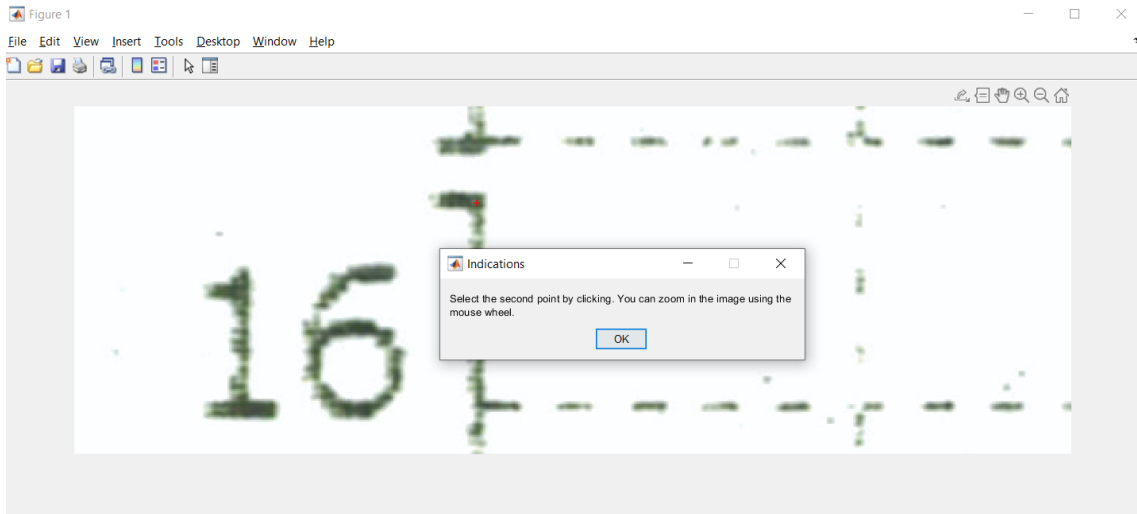 Figure 1
File Edit View Insert Tools Desktop Window Help
16
Indications
Select the second point by clicking. You can zoom in the image using the
mouse wheel.
OK